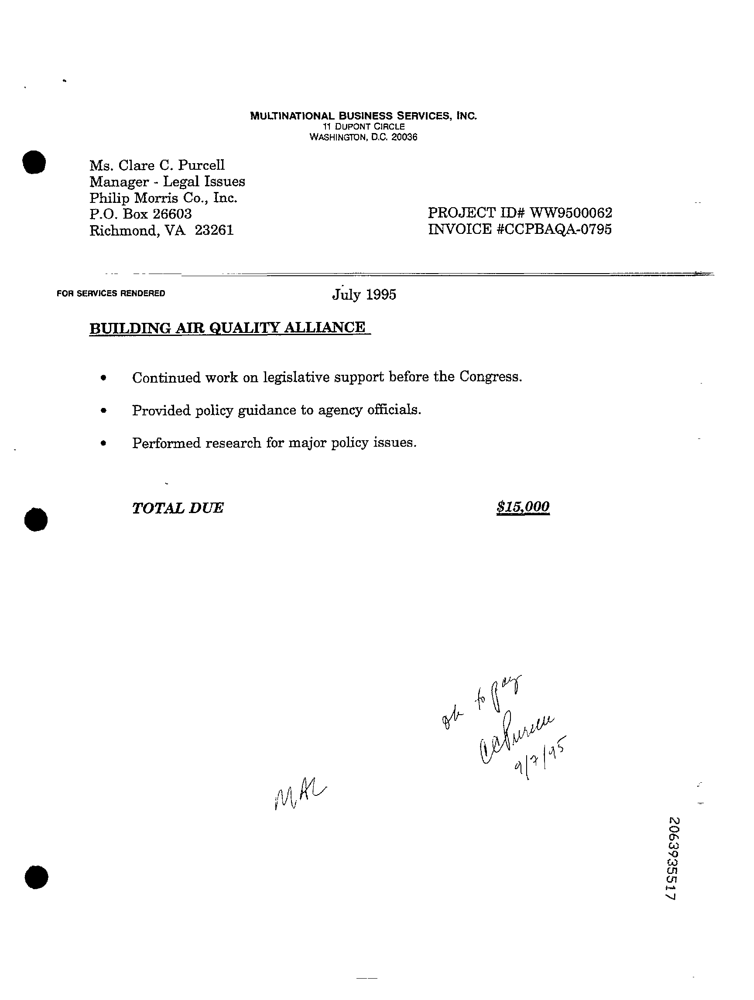 MULTINATIONAL BUSINESS SERVICES, INC.
11 DUPONT CIRCLE
WASHINGTON, D.C. 20036
Ms. Clare C. Purcell
Manager - Legal Issues
Philip Morris Co., Inc.
P.O. Box 26603
Richmond, VA 23261
PROJECT ID# WW9500062
INVOICE #CCPBAQA-0795
FOR SERVICES RENDERED July 1995
BUILDING AIR QUALITY ALLIANCE
• Continued work on legislative support before the Congress.
• Provided policy guidance to agency officials.
• Performed research for major policy issues.
TOTAL DUE $15,000
ok to pay
CCPurcell
9/7/95
MAL
2063935517